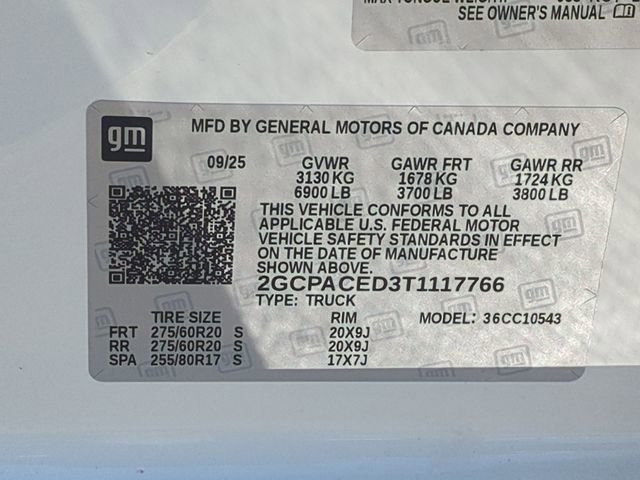 SEE OWNER'S MANUAL
gm
MFD BY GENERAL MOTORS OF CANADA COMPANY
09/25 GVWR GAWR FRT GAWR RR
3130 KG 1678 KG 1724 KG
6900 LB 3700 LB 3800 LB
THIS VEHICLE CONFORMS TO ALL
APPLICABLE U.S. FEDERAL MOTOR
VEHICLE SAFETY STANDARDS IN EFFECT
ON THE DATE OF MANUFACTURE
SHOWN ABOVE.
2GCPACED3T1117766
TYPE: TRUCK
TIRE SIZE RIM MODEL: 36CC10543
FRT 275/60R20 S 20X9J
RR 275/60R20 S 20X9J
SPA 255/80R17 S 17X7J